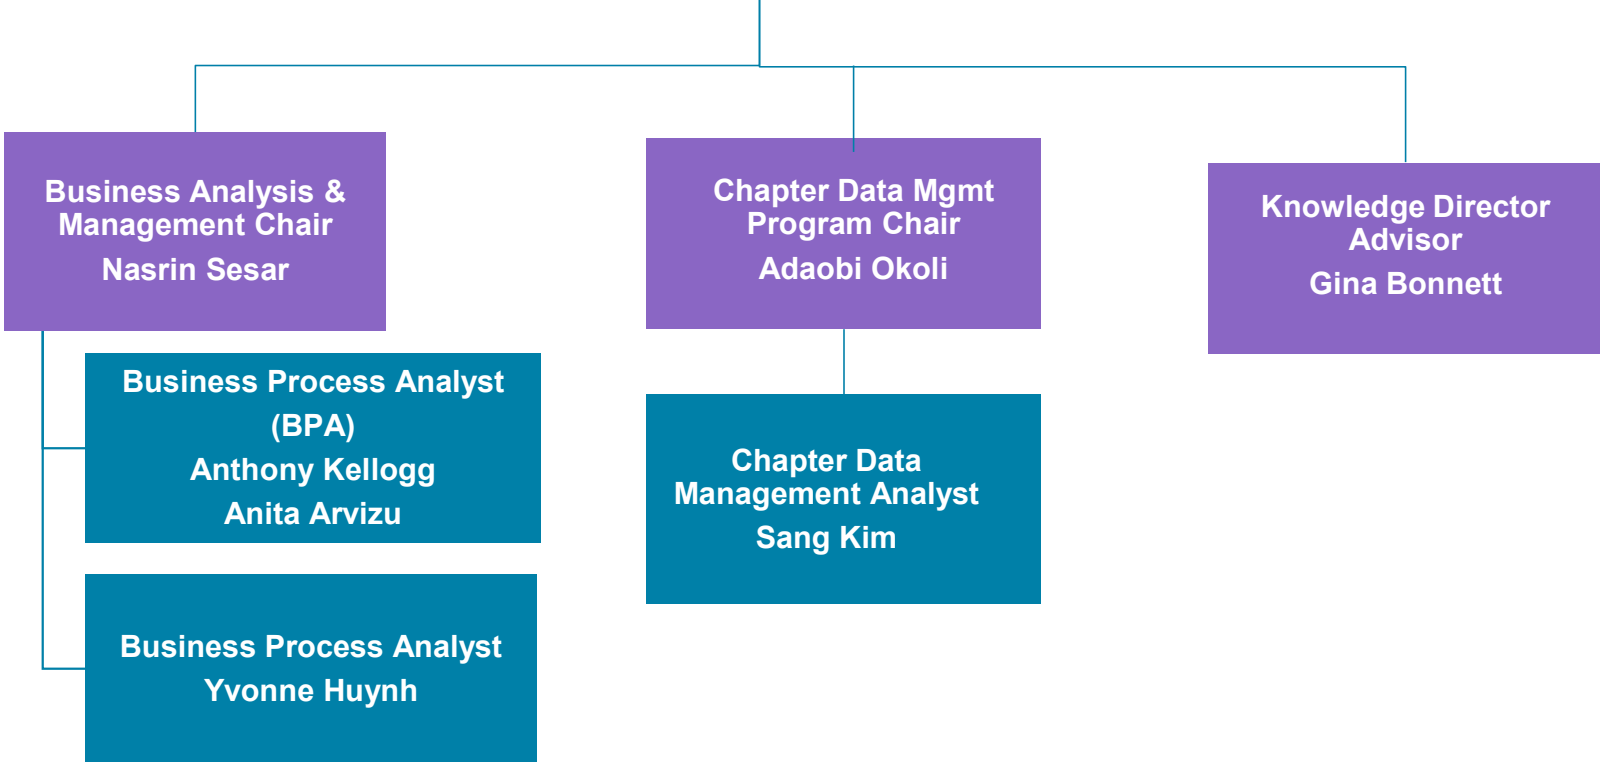 Business Analysis &
Management Chair
Nasrin Sesar
Chapter Data Mgmt
Program Chair
Adaobi Okoli
Knowledge Director
Advisor
Gina Bonnett
Business Process Analyst
(BPA)
Anthony Kellogg
Anita Arvizu
Chapter Data
Management Analyst
Sang Kim
Business Process Analyst
Yvonne Huynh